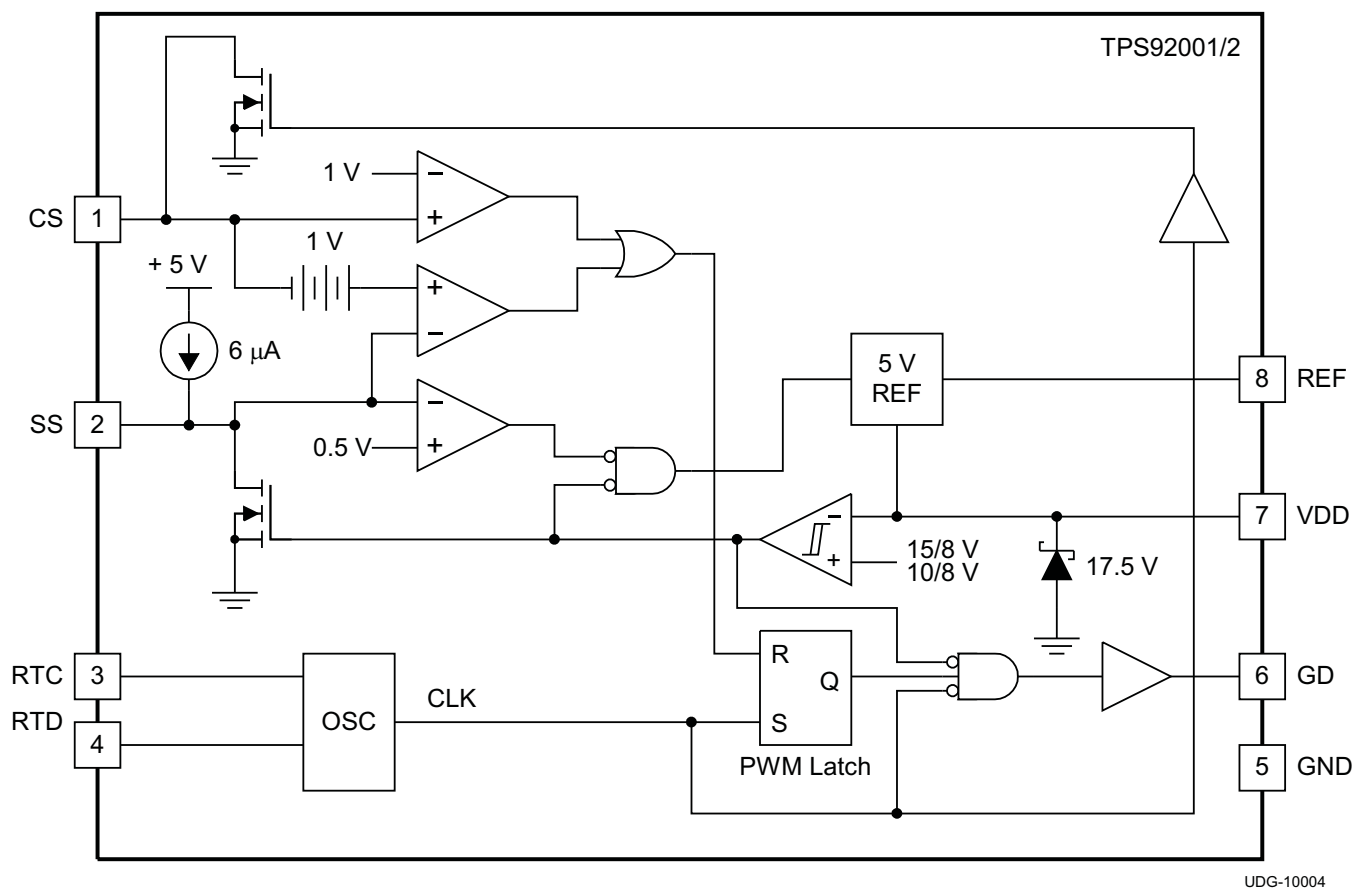 TPS92001/2
1 V
−
+
CS
1
1 V
+ 5 V
+
−
6 μA
5 V
REF
8
REF
SS
2
−
0.5 V
+
−
15/8 V
10/8 V
+
7
VDD
17.5 V
RTC
3
R
Q
6
GD
RTD
4
OSC
CLK
S
PWM Latch
5
GND
UDG-10004